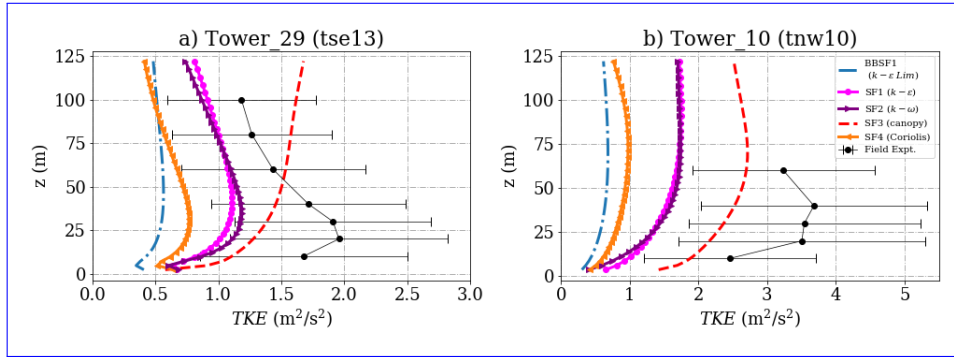 a) Tower_29 (tse13)
125
100
75
50
25
0
z (m)
0.0 0.5 1.0 1.5 2.0 2.5 3.0
TKE (m²/s²)
b) Tower_10 (tnw10)
125
100
75
50
25
0
z (m)
0 1 2 3 4 5
TKE (m²/s²)
BBSF1
(k − ε Lim)
SF1 (k − ε)
SF2 (k − ω)
SF3 (canopy)
SF4 (Coriolis)
Field Expt.